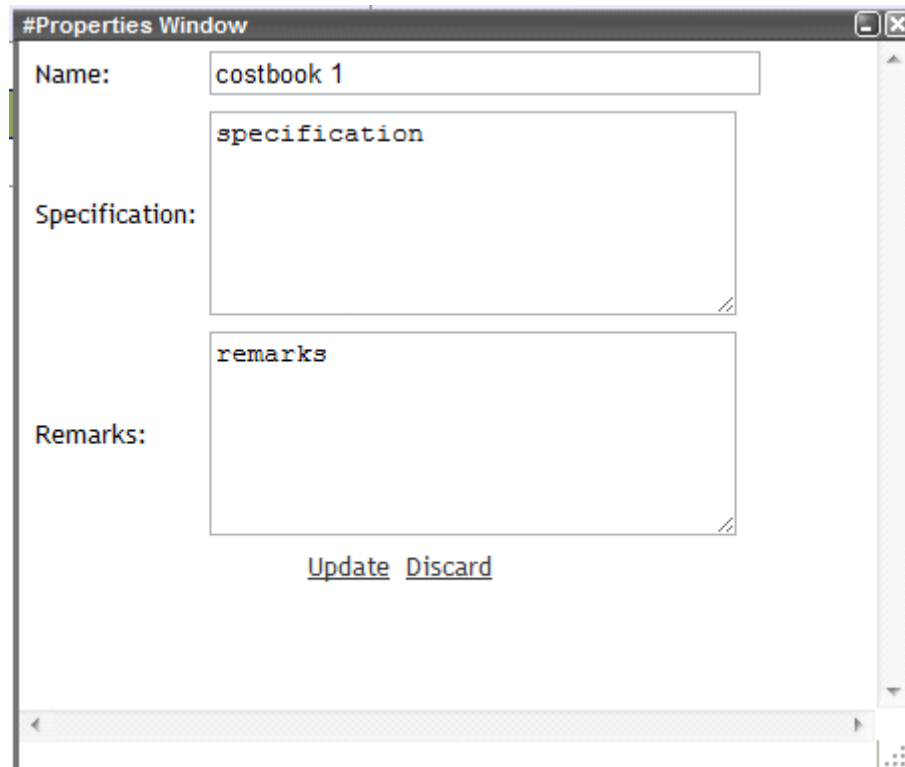 #Properties Window
Name: costbook 1
Specification: specification
Remarks: remarks
Update Discard